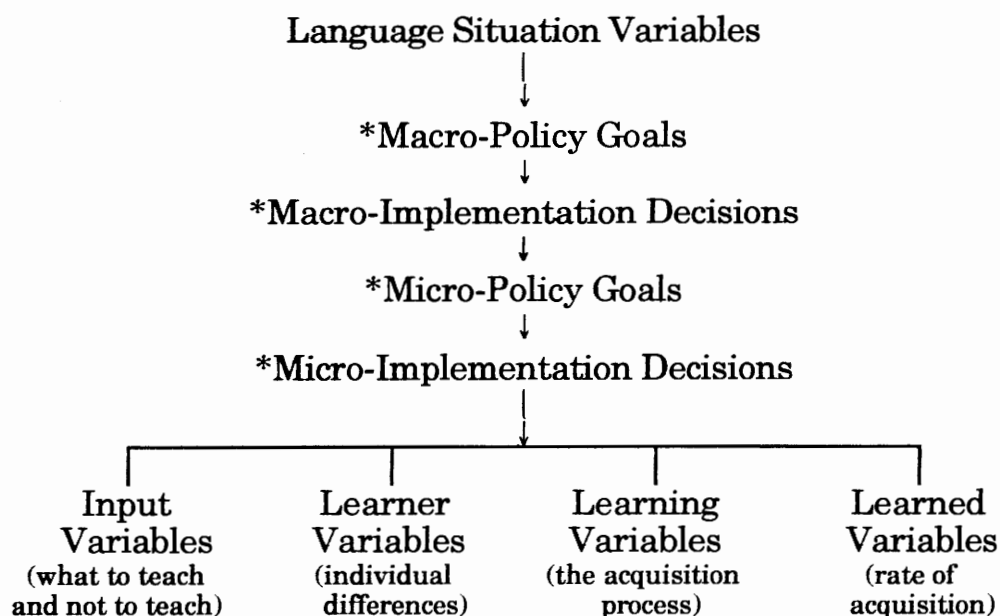 Language Situation Variables
*Macro-Policy Goals
*Macro-Implementation Decisions
*Micro-Policy Goals
*Micro-Implementation Decisions
Input
Variables
(what to teach
and not to teach)
Learner
Variables
(individual
differences)
Learning
Variables
(the acquisition
process)
Learned
Variables
(rate of
acquisition)